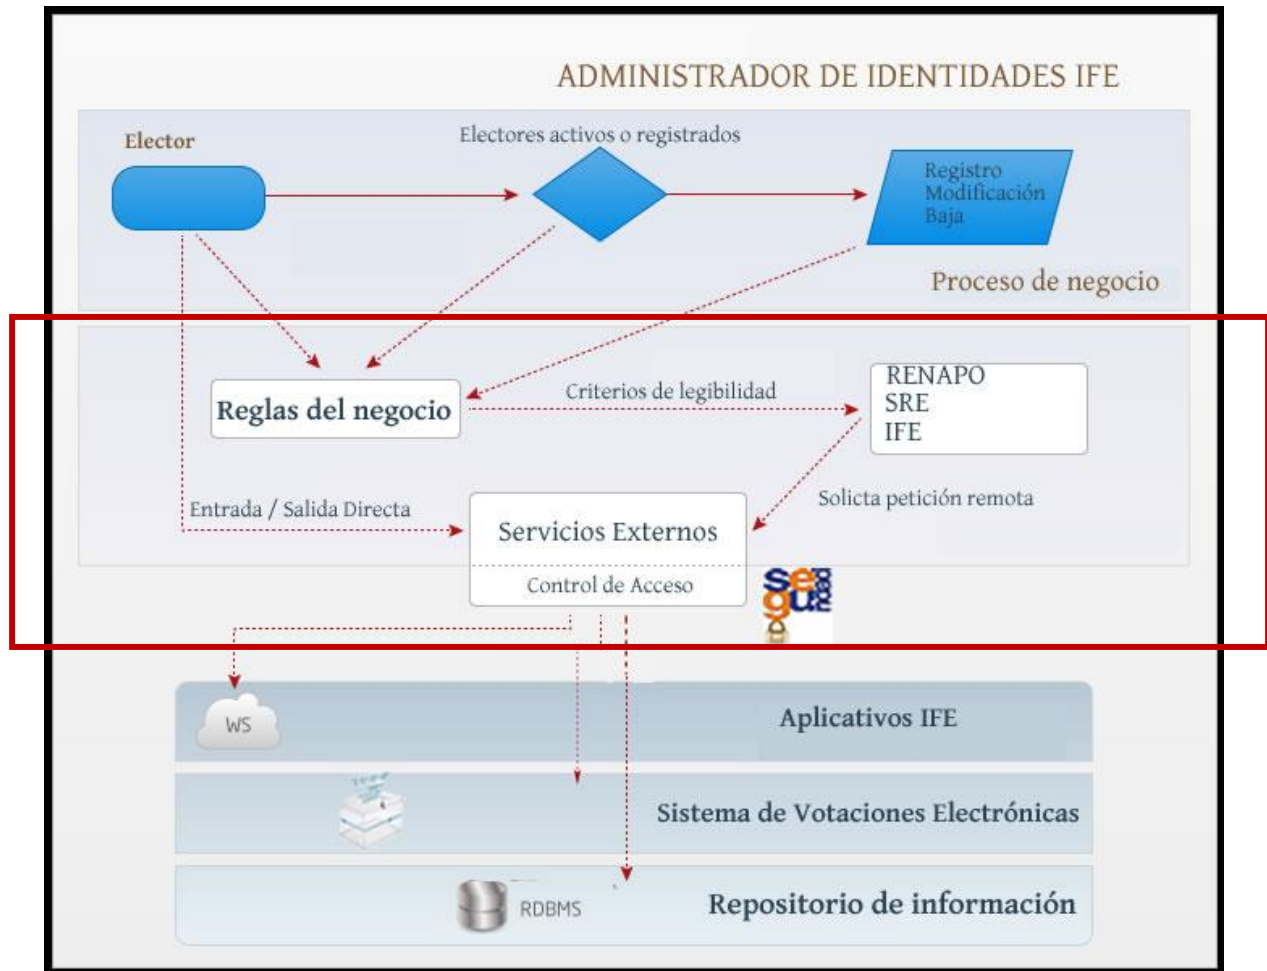 ADMINISTRADOR DE IDENTIDADES IFE
Elector
Electores activos o registrados
Registro
Modificación
Baja
Proceso de negocio
Reglas del negocio
Criterios de legibilidad
RENAPO
SRE
IFE
Entrada / Salida Directa
Solicta petición remota
Servicios Externos
Control de Acceso
seguridad
WS
Aplicativos IFE
Sistema de Votaciones Electrónicas
RDBMS
Repositorio de información